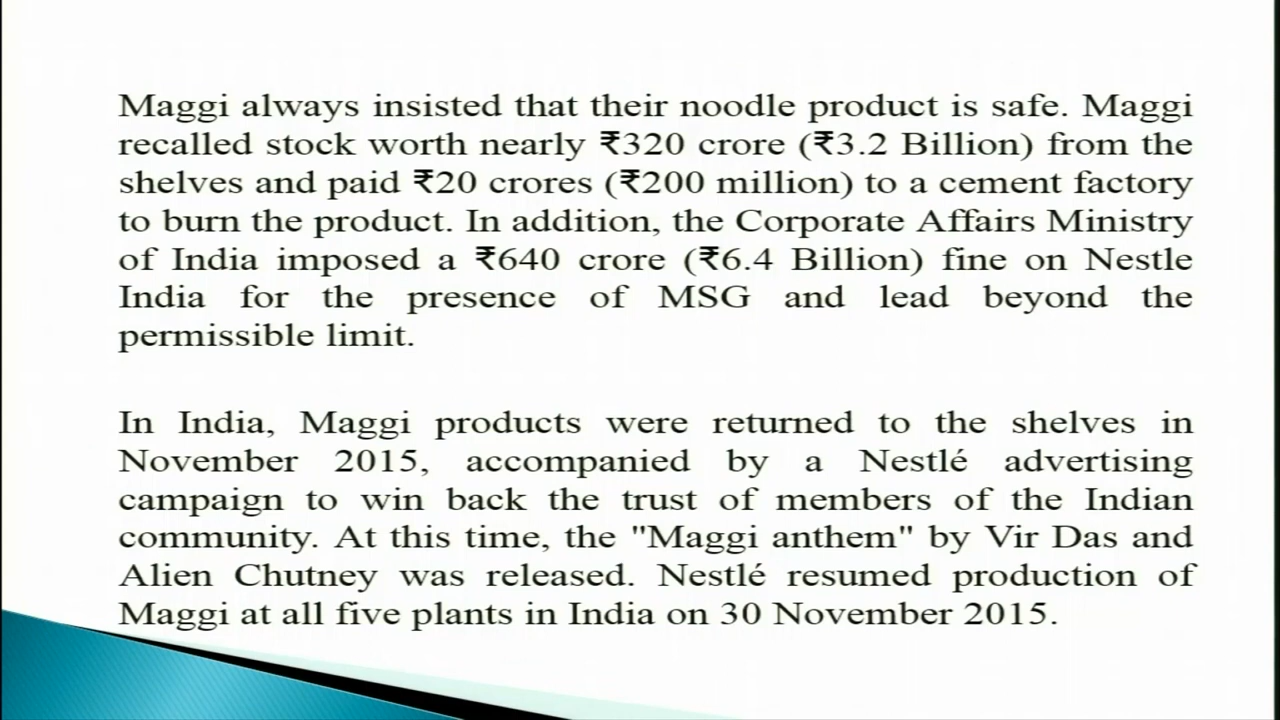 Maggi always insisted that their noodle product is safe. Maggi
recalled stock worth nearly ₹320 crore (₹3.2 Billion) from the
shelves and paid ₹20 crores (₹200 million) to a cement factory
to burn the product. In addition, the Corporate Affairs Ministry
of India imposed a ₹640 crore (₹6.4 Billion) fine on Nestle
India for the presence of MSG and lead beyond the
permissible limit.
In India, Maggi products were returned to the shelves in
November 2015, accompanied by a Nestlé advertising
campaign to win back the trust of members of the Indian
community. At this time, the "Maggi anthem" by Vir Das and
Alien Chutney was released. Nestlé resumed production of
Maggi at all five plants in India on 30 November 2015.